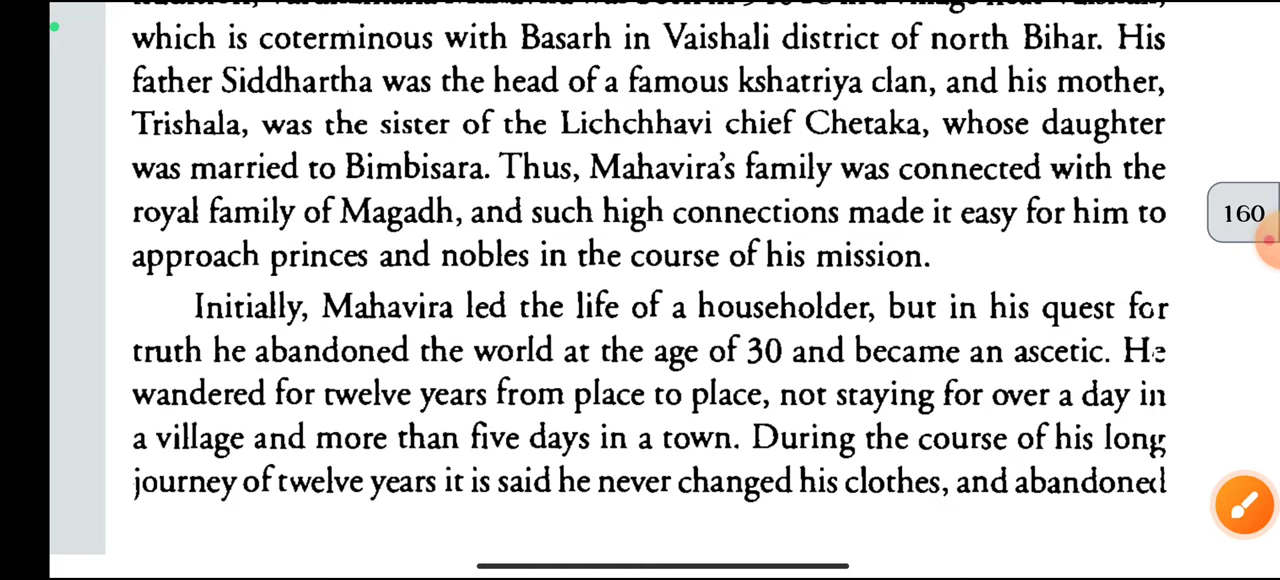 which is coterminous with Basarh in Vaishali district of north Bihar. His
father Siddhartha was the head of a famous kshatriya clan, and his mother,
Trishala, was the sister of the Lichchhavi chief Chetaka, whose daughter
was married to Bimbisara. Thus, Mahavira's family was connected with the
royal family of Magadh, and such high connections made it easy for him to
160
approach princes and nobles in the course of his mission.
Initially, Mahavira led the life of a householder, but in his quest for
truth he abandoned the world at the age of 30 and became an ascetic. He
wandered for twelve years from place to place, not staying for over a day in
a village and more than five days in a town. During the course of his long
journey of twelve years it is said he never changed his clothes, and abandoned